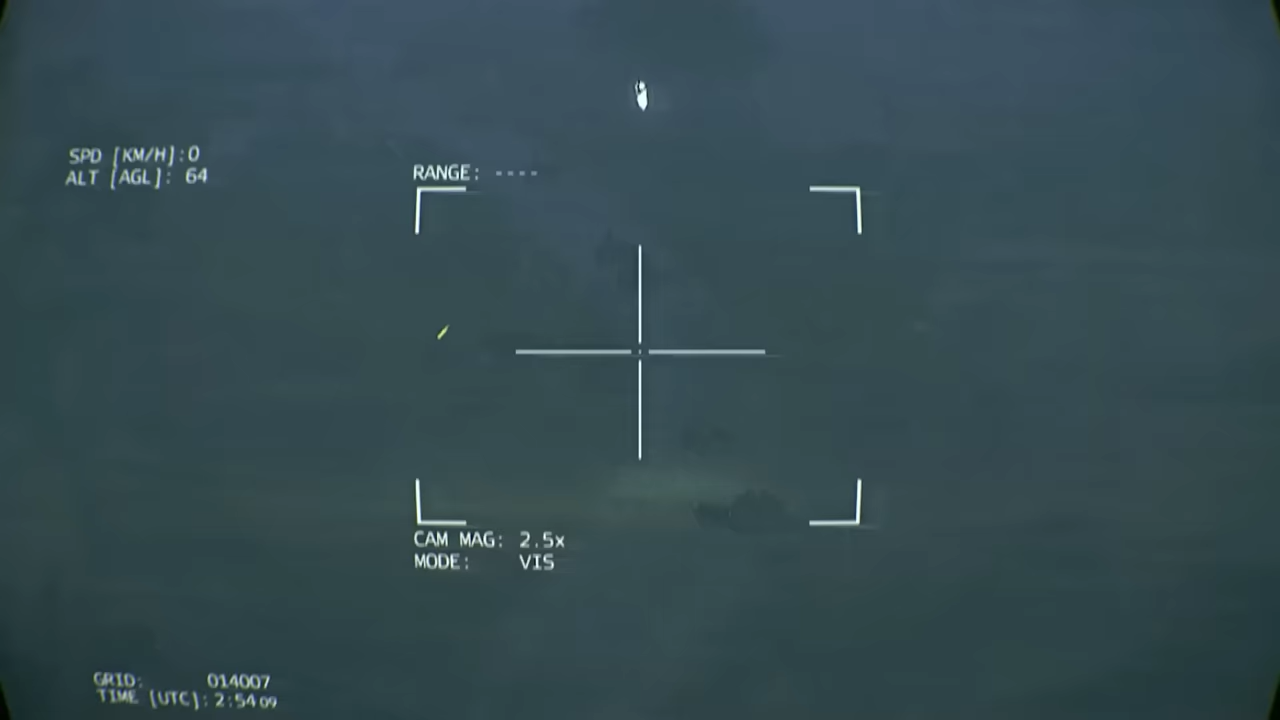 SPD [KM/H]:0
ALT [AGL]: 64
RANGE: ----
CAM MAG: 2.5x
MODE: VIS
GRID: 014007
TIME [UTC]: 2:54 09